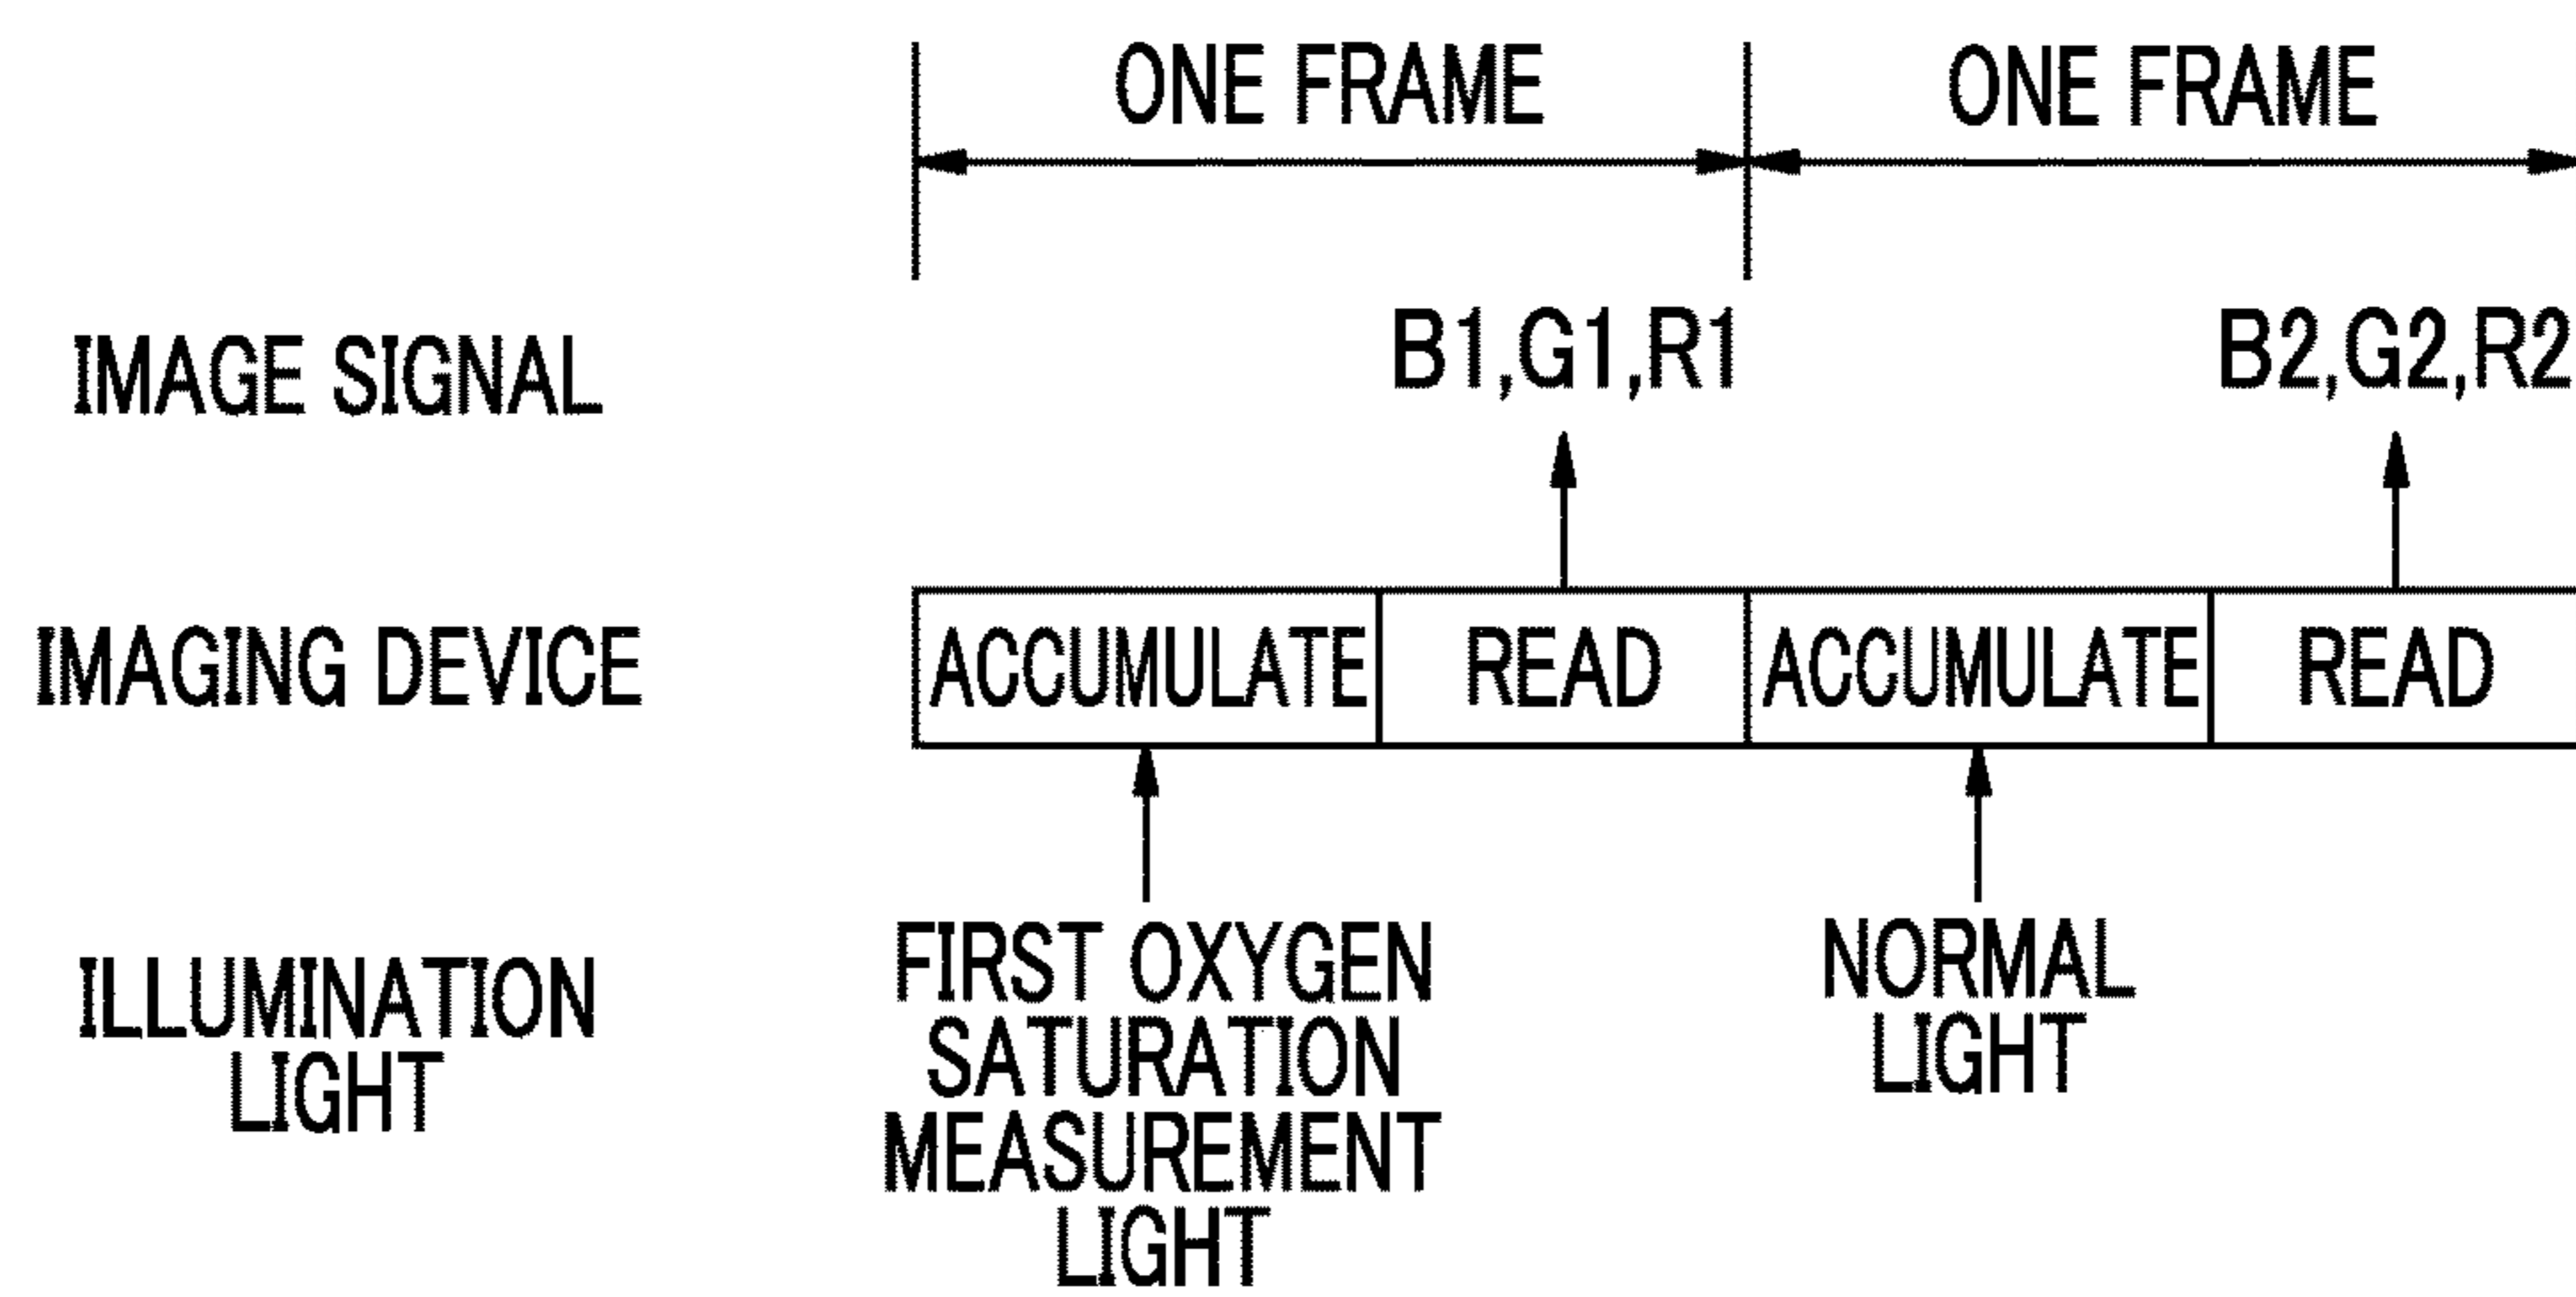 ONE FRAME ONE FRAME
IMAGE SIGNAL B1,G1,R1 B2,G2,R2
IMAGING DEVICE ACCUMULATE READ ACCUMULATE READ
ILLUMINATION
LIGHT
FIRST OXYGEN
SATURATION
MEASUREMENT
LIGHT
NORMAL
LIGHT